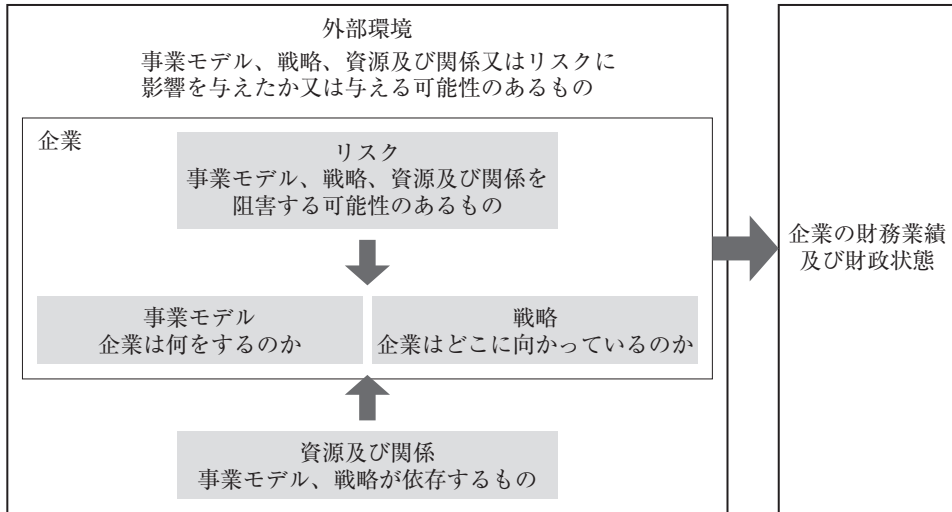 外部環境
事業モデル、戦略、資源及び関係又はリスクに
影響を与えたか又は与える可能性のあるもの
企業
リスク
事業モデル、戦略、資源及び関係を
阻害する可能性のあるもの
事業モデル
企業は何をするのか
戦略
企業はどこに向かっているのか
資源及び関係
事業モデル、戦略が依存するもの
企業の財務業績
及び財政状態